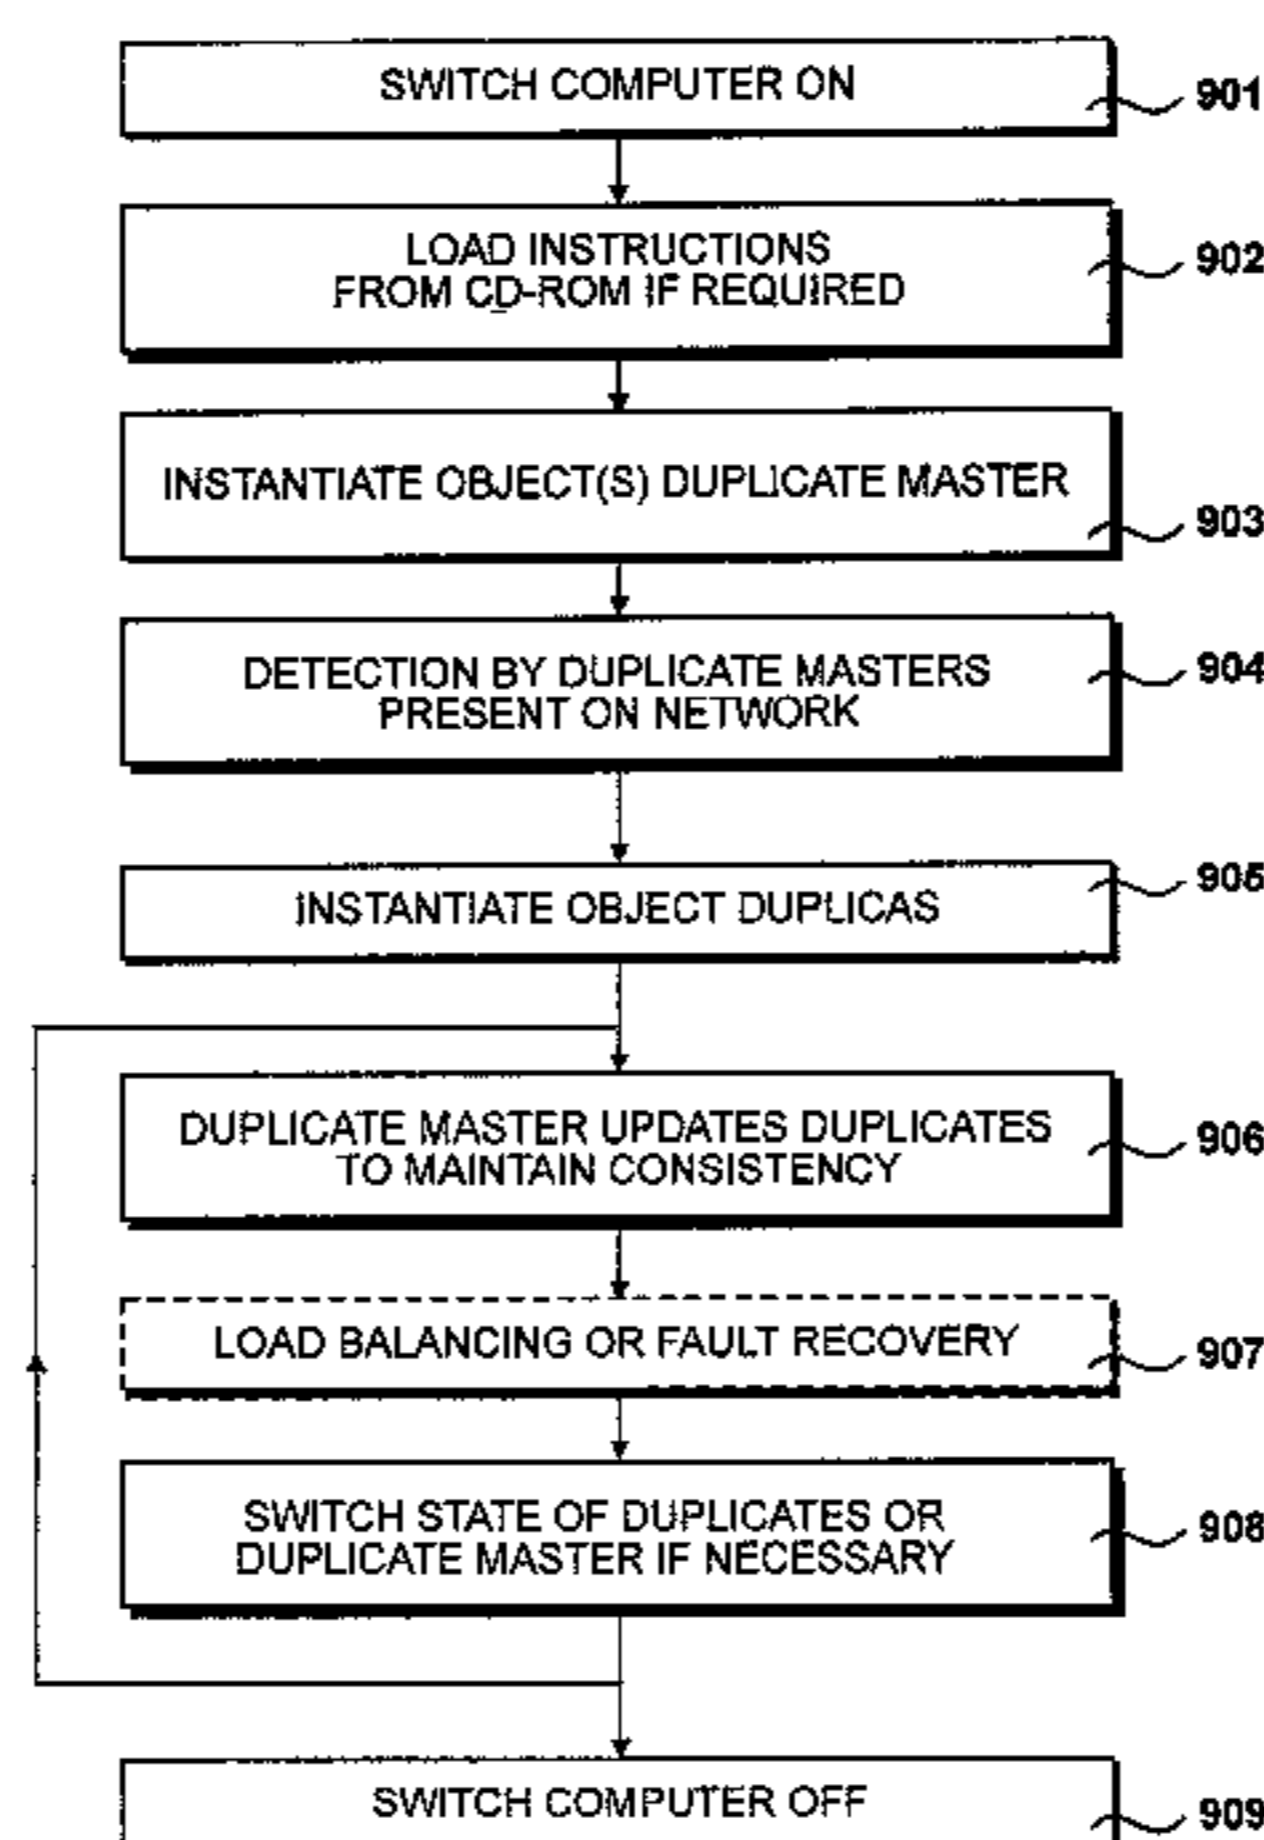 SWITCH COMPUTER ON
901
LOAD INSTRUCTIONS
FROM CD-ROM IF REQUIRED
902
INSTANTIATE OBJECT(S) DUPLICATE MASTER
903
DETECTION BY DUPLICATE MASTERS
PRESENT ON NETWORK
904
INSTANTIATE OBJECT DUPLICAS
905
DUPLICATE MASTER UPDATES DUPLICATES
TO MAINTAIN CONSISTENCY
906
LOAD BALANCING OR FAULT RECOVERY
907
SWITCH STATE OF DUPLICATES OR
DUPLICATE MASTER IF NECESSARY
908
SWITCH COMPUTER OFF
909